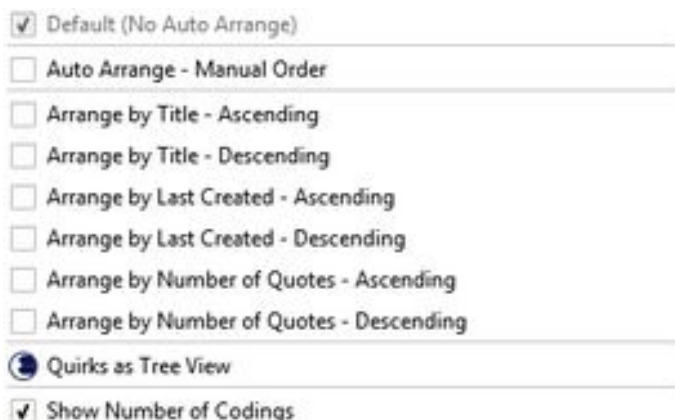 Default (No Auto Arrange)
Auto Arrange - Manual Order
Arrange by Title - Ascending
Arrange by Title - Descending
Arrange by Last Created - Ascending
Arrange by Last Created - Descending
Arrange by Number of Quotes - Ascending
Arrange by Number of Quotes - Descending
Quirks as Tree View
Show Number of Codings